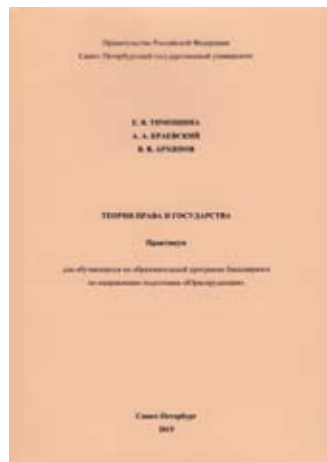 Правительство Российской Федерации
Санкт-Петербургский государственный университет
Е. В. ТИМОШИНА
А. А. КРАЕВСКИЙ
В. В. АРХИПОВ
ТЕОРИЯ ПРАВА И ГОСУДАРСТВА
Практикум
для обучающихся по образовательной программе бакалавриата
по направлению подготовки «Юриспруденция»
Санкт-Петербург
2015